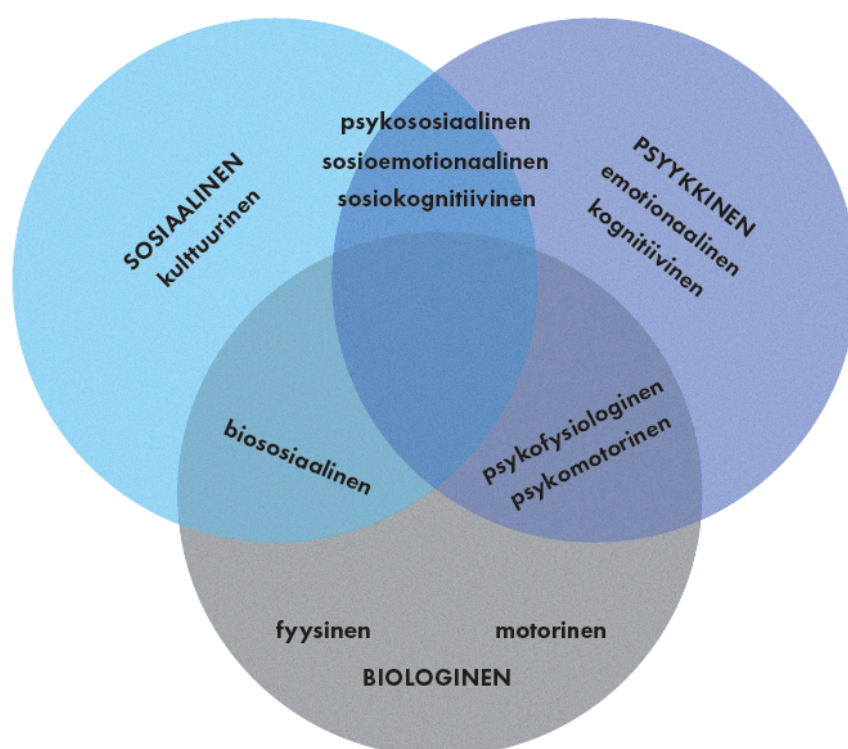 psykososiaalinen
sosioemotionaalinen
sosiokognitiivinen
SOSIAALINEN
kulttuurinen
PSYYKKINEN
emotionaalinen
kognitiivinen
biososiaalinen
psykofysiologinen
psykomotorinen
fyysinen
motorinen
BIOLOGINEN